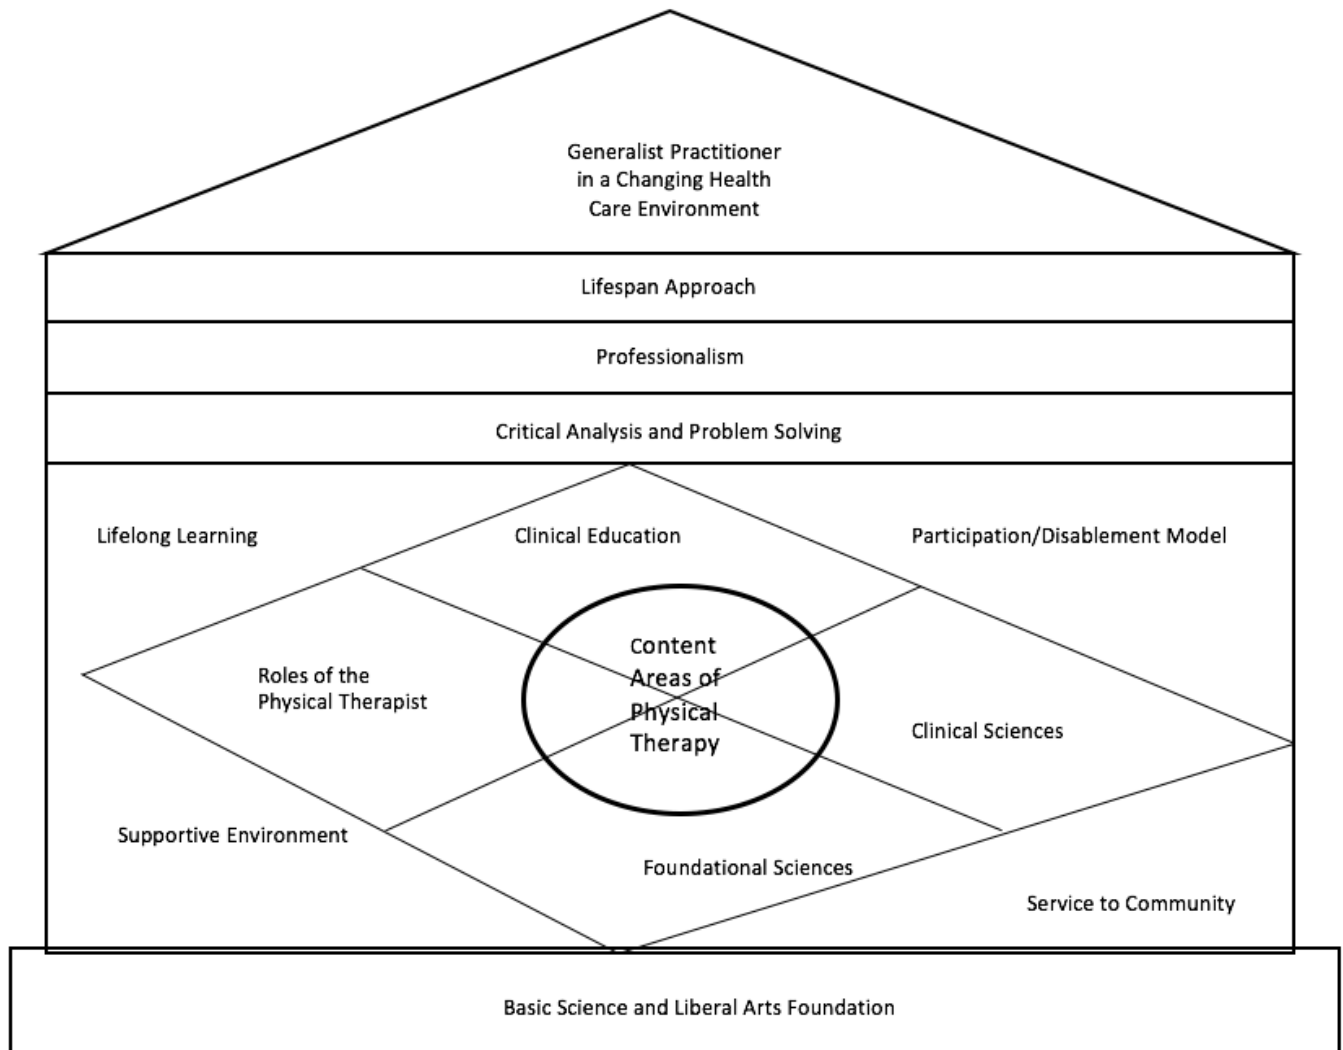 Generalist Practitioner
in a Changing Health
Care Environment
Lifespan Approach
Professionalism
Critical Analysis and Problem Solving
Lifelong Learning
Clinical Education
Participation/Disablement Model
Content
Areas of
Physical
Therapy
Roles of the
Physical Therapist
Clinical Sciences
Supportive Environment
Foundational Sciences
Service to Community
Basic Science and Liberal Arts Foundation